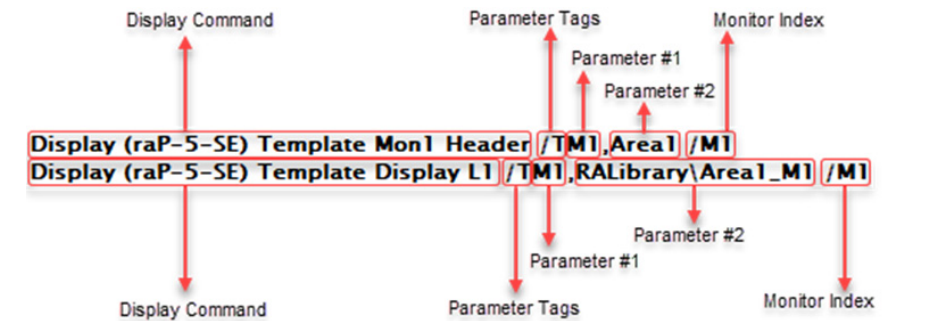 Display Command Parameter Tags Monitor Index
Parameter #1
Parameter #2
Display (raP-5-SE) Template Mon1 Header /TM1,Area1 /M1
Display (raP-5-SE) Template Display L1 /TM1,RALibrary\Area1_M1 /M1
Parameter #2
Parameter #1
Display Command Parameter Tags Monitor Index